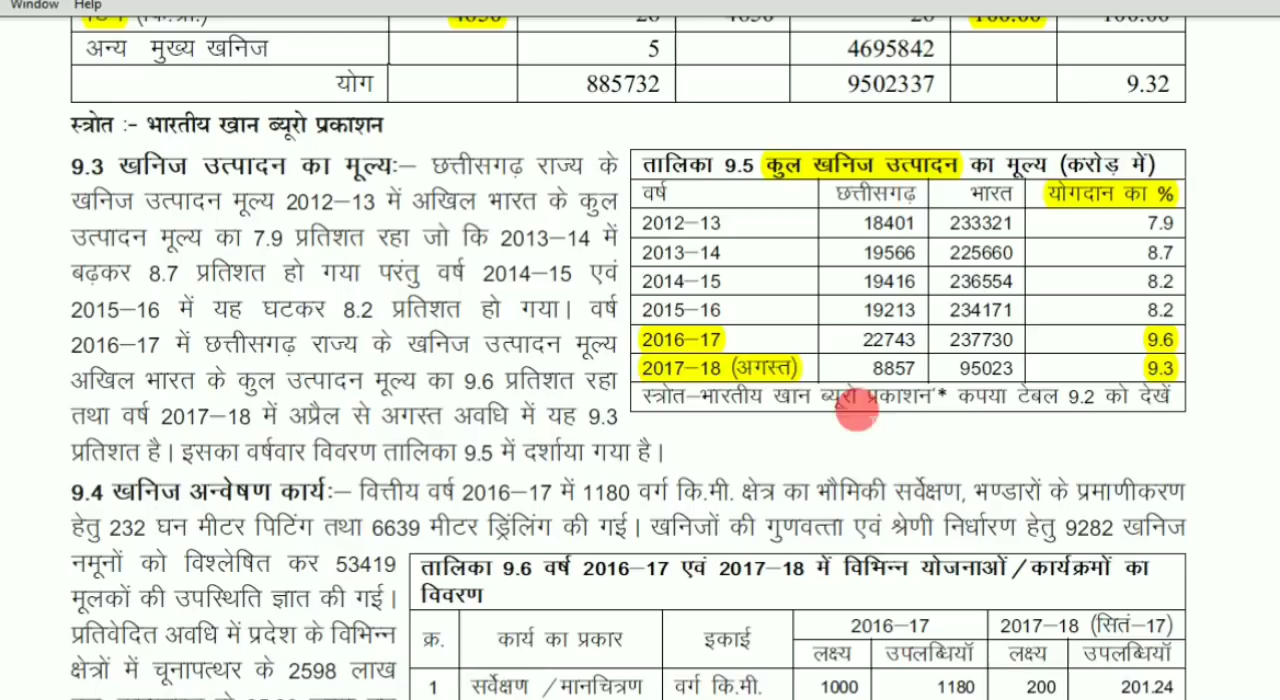 Window Help
4650 20 4650 20 100.00 100.00
अन्य मुख्य खनिज 5 4695842
योग 885732 9502337 9.32
स्त्रोत :- भारतीय खान ब्यूरो प्रकाशन
9.3 खनिज उत्पादन का मूल्यः– छत्तीसगढ़ राज्य के
खनिज उत्पादन मूल्य 2012–13 में अखिल भारत के कुल
उत्पादन मूल्य का 7.9 प्रतिशत रहा जो कि 2013–14 में
बढ़कर 8.7 प्रतिशत हो गया परंतु वर्ष 2014–15 एवं
2015–16 में यह घटकर 8.2 प्रतिशत हो गया। वर्ष
2016–17 में छत्तीसगढ़ राज्य के खनिज उत्पादन मूल्य
अखिल भारत के कुल उत्पादन मूल्य का 9.6 प्रतिशत रहा
तथा वर्ष 2017–18 में अप्रैल से अगस्त अवधि में यह 9.3
प्रतिशत है। इसका वर्षवार विवरण तालिका 9.5 में दर्शाया गया है।
तालिका 9.5 कुल खनिज उत्पादन का मूल्य (करोड़ में)
वर्ष छत्तीसगढ़ भारत योगदान का %
2012–13 18401 233321 7.9
2013–14 19566 225660 8.7
2014–15 19416 236554 8.2
2015–16 19213 234171 8.2
2016–17 22743 237730 9.6
2017–18 (अगस्त) 8857 95023 9.3
स्त्रोत–भारतीय खान ब्यूरो प्रकाशन'* कपया टेबल 9.2 को देखें
9.4 खनिज अन्वेषण कार्यः– वित्तीय वर्ष 2016–17 में 1180 वर्ग कि.मी. क्षेत्र का भौमिकी सर्वेक्षण, भण्डारों के प्रमाणीकरण
हेतु 232 घन मीटर पिटिंग तथा 6639 मीटर ड्रिंलिंग की गई। खनिजों की गुणवत्ता एवं श्रेणी निर्धारण हेतु 9282 खनिज
नमूनों को विश्लेषित कर 53419
मूलकों की उपस्थिति ज्ञात की गई।
प्रतिवेदित अवधि में प्रदेश के विभिन्न
क्षेत्रों में चूनापत्थर के 2598 लाख
तालिका 9.6 वर्ष 2016–17 एवं 2017–18 में विभिन्न योजनाओं/कार्यक्रमों का
विवरण
क्र. कार्य का प्रकार इकाई 2016–17 2017–18 (सितं–17)
लक्ष्य उपलब्धियॉ लक्ष्य उपलब्धियॉ
1 सर्वेक्षण /मानचित्रण वर्ग कि.मी. 1000 1180 200 201.24